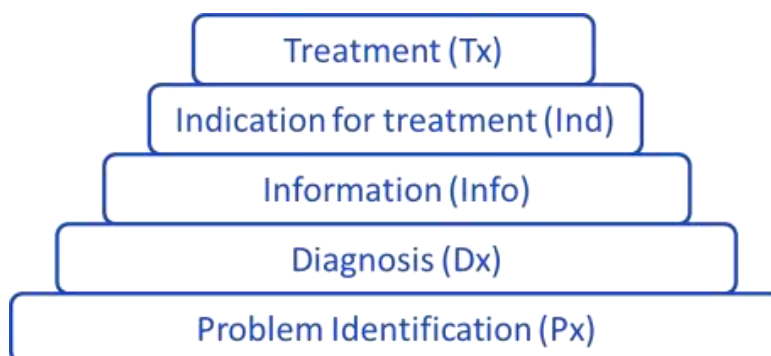 Treatment (Tx)
Indication for treatment (Ind)
Information (Info)
Diagnosis (Dx)
Problem Identification (Px)